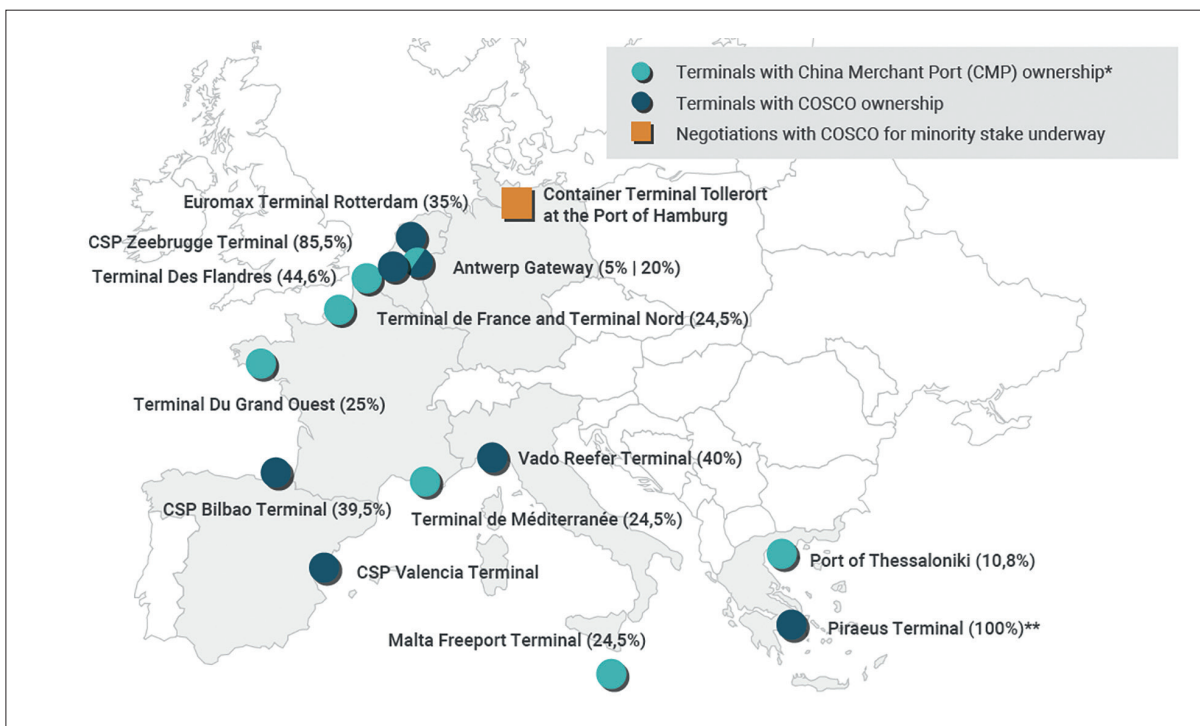 Terminals with China Merchant Port (CMP) ownership*
Terminals with COSCO ownership
Negotiations with COSCO for minority stake underway
Container Terminal Tollerort
at the Port of Hamburg
Euromax Terminal Rotterdam (35%)
CSP Zeebrugge Terminal (85,5%)
Antwerp Gateway (5% | 20%)
Terminal Des Flandres (44,6%)
Terminal de France and Terminal Nord (24,5%)
Terminal Du Grand Ouest (25%)
Vado Reefer Terminal (40%)
CSP Bilbao Terminal (39,5%)
Terminal de Méditerranée (24,5%)
Port of Thessaloniki (10,8%)
CSP Valencia Terminal
Piraeus Terminal (100%)**
Malta Freeport Terminal (24,5%)